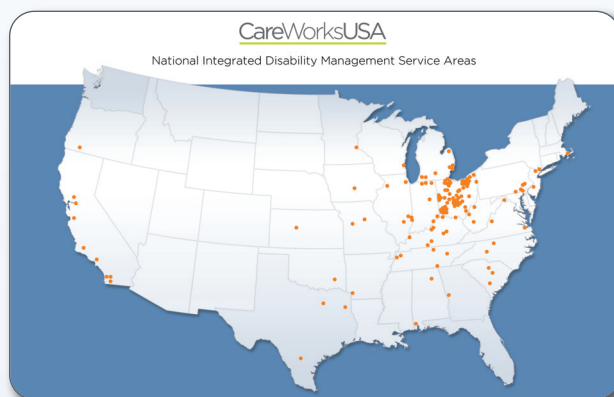 CareWorksUSA
National Integrated Disability Management Service Areas